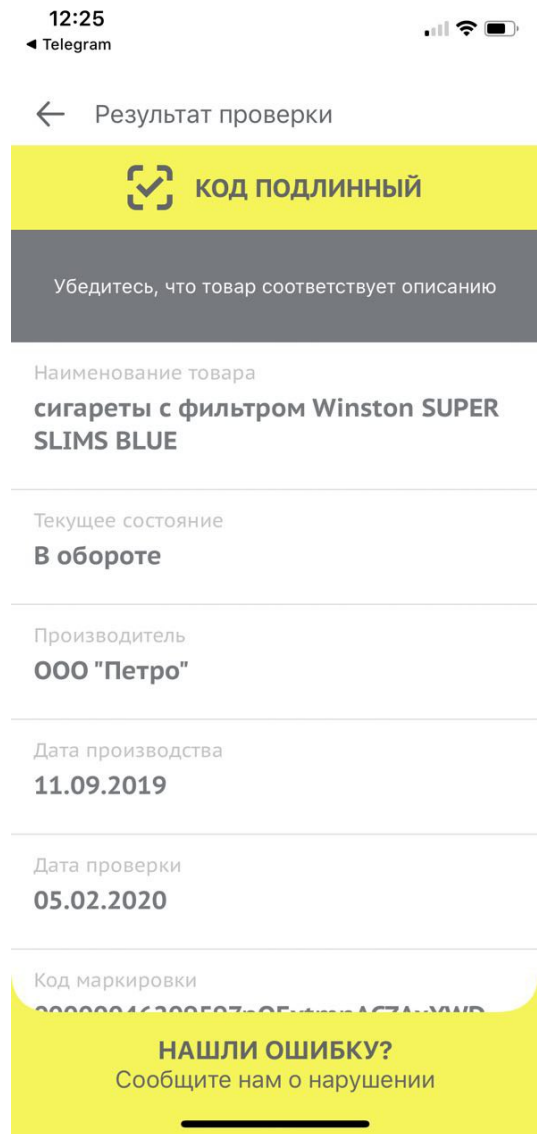 12:25
◀ Telegram
← Результат проверки
КОД ПОДЛИННЫЙ
Убедитесь, что товар соответствует описанию
Наименование товара
сигареты с фильтром Winston SUPER
SLIMS BLUE
Текущее состояние
В обороте
Производитель
ООО "Петро"
Дата производства
11.09.2019
Дата проверки
05.02.2020
Код маркировки
НАШЛИ ОШИБКУ?
Сообщите нам о нарушении